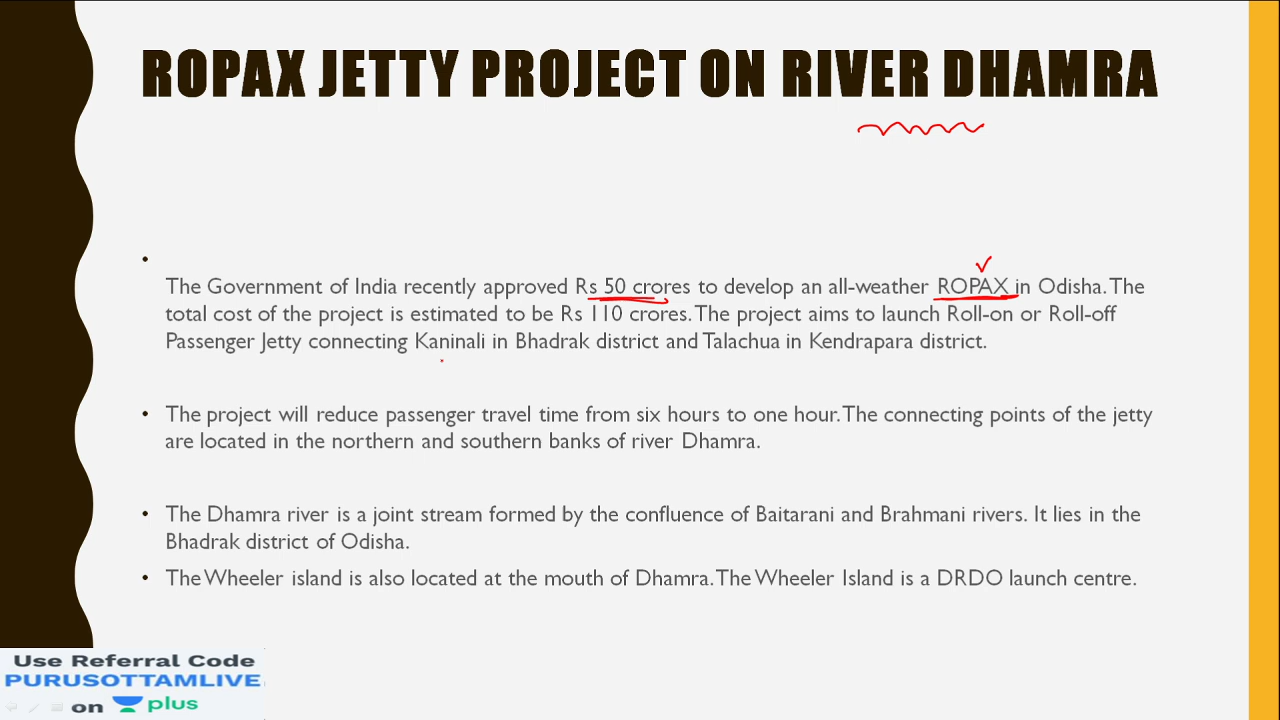 ROPAX JETTY PROJECT ON RIVER DHAMRA
The Government of India recently approved Rs 50 crores to develop an all-weather ROPAX in Odisha. The
total cost of the project is estimated to be Rs 110 crores. The project aims to launch Roll-on or Roll-off
Passenger Jetty connecting Kaninali in Bhadrak district and Talachua in Kendrapara district.
• The project will reduce passenger travel time from six hours to one hour. The connecting points of the jetty
are located in the northern and southern banks of river Dhamra.
• The Dhamra river is a joint stream formed by the confluence of Baitarani and Brahmani rivers. It lies in the
Bhadrak district of Odisha.
• The Wheeler island is also located at the mouth of Dhamra. The Wheeler Island is a DRDO launch centre.
Use Referral Code
PURUSOTTAMLIVE
on plus